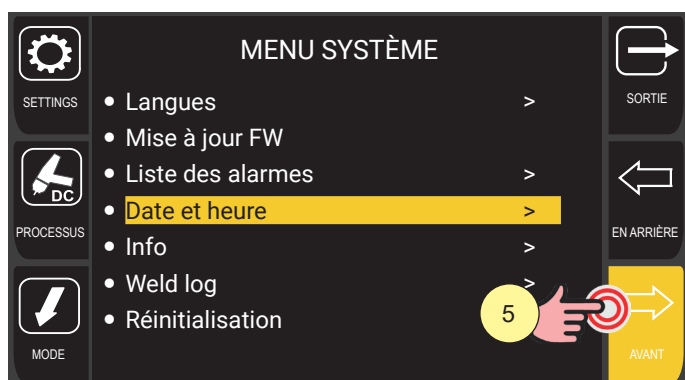 MENU SYSTÈME
SETTINGS
DC
PROCESSUS
MODE
Langues >
Mise à jour FW
Liste des alarmes >
Date et heure >
Info >
Weld log >
Réinitialisation
5
SORTIE
EN ARRIÈRE
AVANT